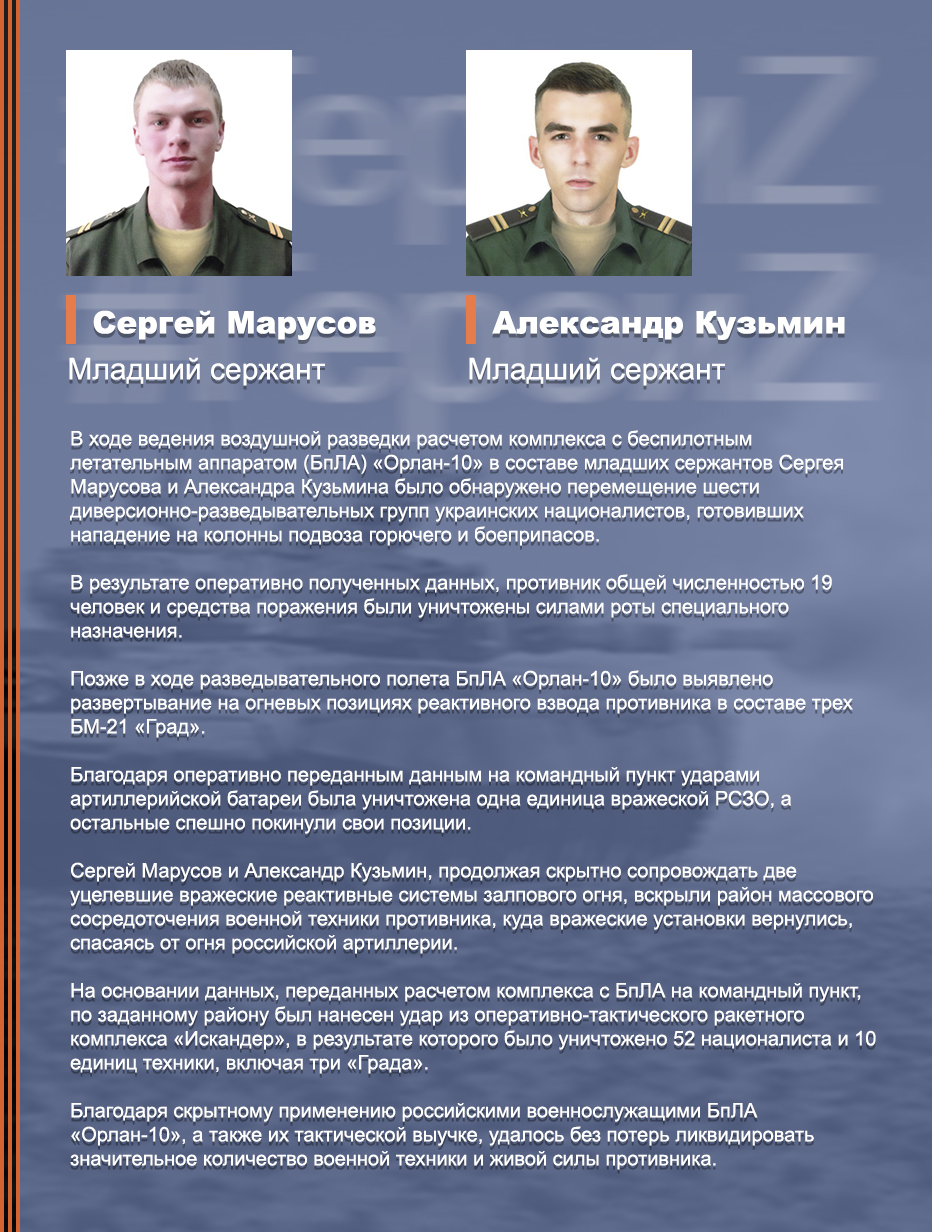 #ГероиZ
#ГероиZ
Сергей Марусов
Младший сержант
Александр Кузьмин
Младший сержант
В ходе ведения воздушной разведки расчетом комплекса с беспилотным
летательным аппаратом (БпЛА) «Орлан-10» в составе младших сержантов Сергея
Марусова и Александра Кузьмина было обнаружено перемещение шести
диверсионно-разведывательных групп украинских националистов, готовивших
нападение на колонны подвоза горючего и боеприпасов.
В результате оперативно полученных данных, противник общей численностью 19
человек и средства поражения были уничтожены силами роты специального
назначения.
Позже в ходе разведывательного полета БпЛА «Орлан-10» было выявлено
развертывание на огневых позициях реактивного взвода противника в составе трех
БМ-21 «Град».
Благодаря оперативно переданным данным на командный пункт ударами
артиллерийской батареи была уничтожена одна единица вражеской РСЗО, а
остальные спешно покинули свои позиции.
Сергей Марусов и Александр Кузьмин, продолжая скрытно сопровождать две
уцелевшие вражеские реактивные системы залпового огня, вскрыли район массового
сосредоточения военной техники противника, куда вражеские установки вернулись,
спасаясь от огня российской артиллерии.
На основании данных, переданных расчетом комплекса с БпЛА на командный пункт,
по заданному району был нанесен удар из оперативно-тактического ракетного
комплекса «Искандер», в результате которого было уничтожено 52 националиста и 10
единиц техники, включая три «Града».
Благодаря скрытному применению российскими военнослужащими БпЛА
«Орлан-10», а также их тактической выучке, удалось без потерь ликвидировать
значительное количество военной техники и живой силы противника.